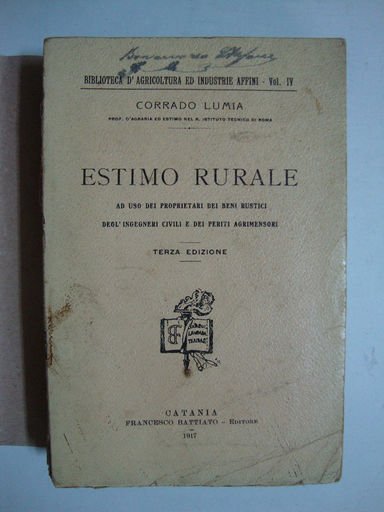 BIBLIOTECA D'AGRICOLTURA ED INDUSTRIE AFFINI - Vol. IV
CORRADO LUMIA
PROF. D'AGRARIA ED ESTIMO NEL R. ISTITUTO TECNICO DI ROMA
ESTIMO RURALE
AD USO DEI PROPRIETARI DEI BENI RUSTICI
DEGL'INGEGNERI CIVILI E DEI PERITI AGRIMENSORI
TERZA EDIZIONE
CATANIA
FRANCESCO BATTIATO - EDITORE
1917